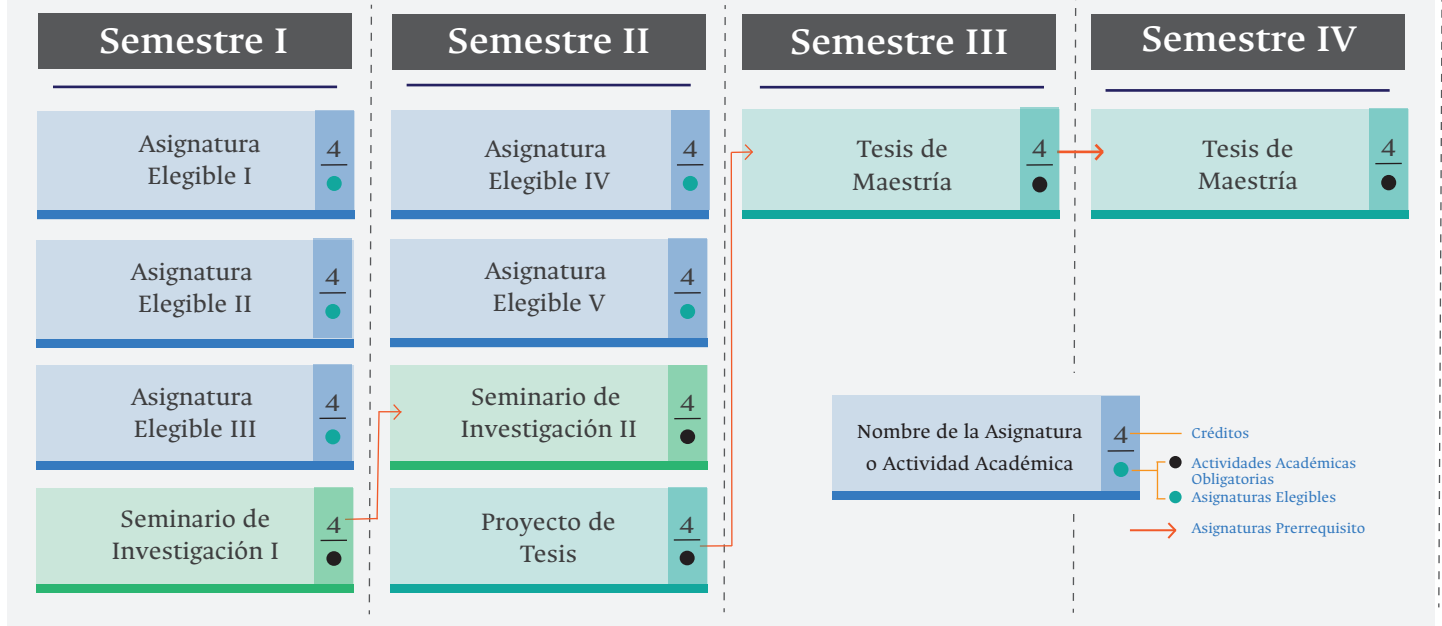 Semestre I
Asignatura
Elegible I
4
Asignatura
Elegible II
4
Asignatura
Elegible III
4
Seminario de
Investigación I
4
Semestre II
Asignatura
Elegible IV
4
Asignatura
Elegible V
4
Seminario de
Investigación II
4
Proyecto de
Tesis
4
Semestre III
Tesis de
Maestría
4
Semestre IV
Tesis de
Maestría
4
Nombre de la Asignatura
o Actividad Académica
4
Créditos
Actividades Académicas
Obligatorias
Asignaturas Elegibles
Asignaturas Prerrequisito